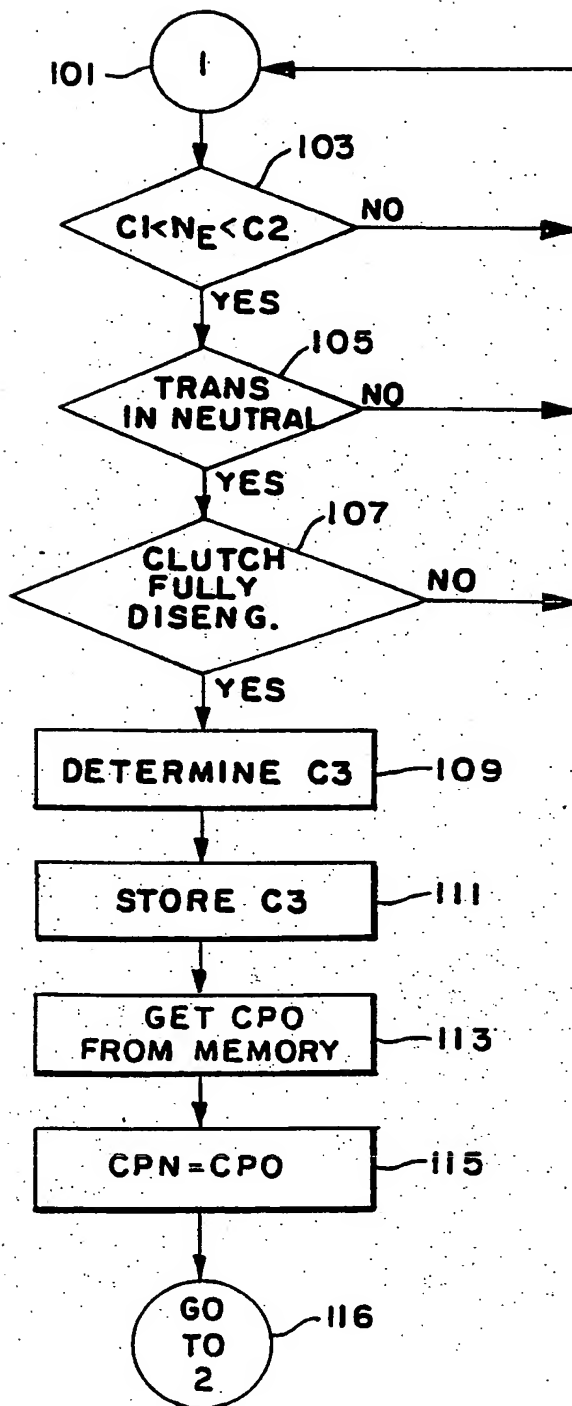 101
1
103
C1<NE<C2
NO
YES
105
TRANS
IN NEUTRAL
NO
YES
107
CLUTCH
FULLY
DISENG.
NO
YES
DETERMINE C3
109
STORE C3
111
GET CPO
FROM MEMORY
113
CPN=CPO
115
GO
TO
2
116